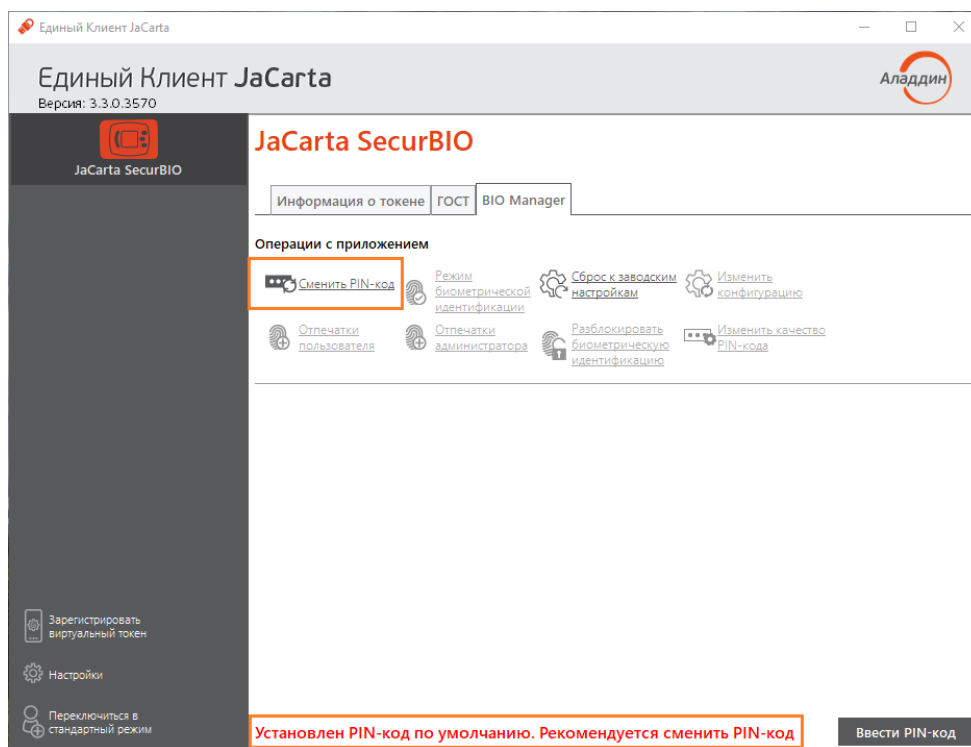 Единый Клиент JaCarta
Единый Клиент JaCarta
Версия: 3.3.0.3570
Аладдин
JaCarta SecurBIO
JaCarta SecurBIO
Информация о токене ГОСТ BIO Manager
Операции с приложением
Сменить PIN-код
Режим
биометрической
идентификации
Сброс к заводским
настройкам
Изменить
конфигурацию
Отпечатки
пользователя
Отпечатки
администратора
Разблокировать
биометрическую
идентификацию
Изменить качество
PIN-кода
Зарегистрировать
виртуальный токен
Настройки
Переключиться в
стандартный режим
Установлен PIN-код по умолчанию. Рекомендуется сменить PIN-код
Ввести PIN-код